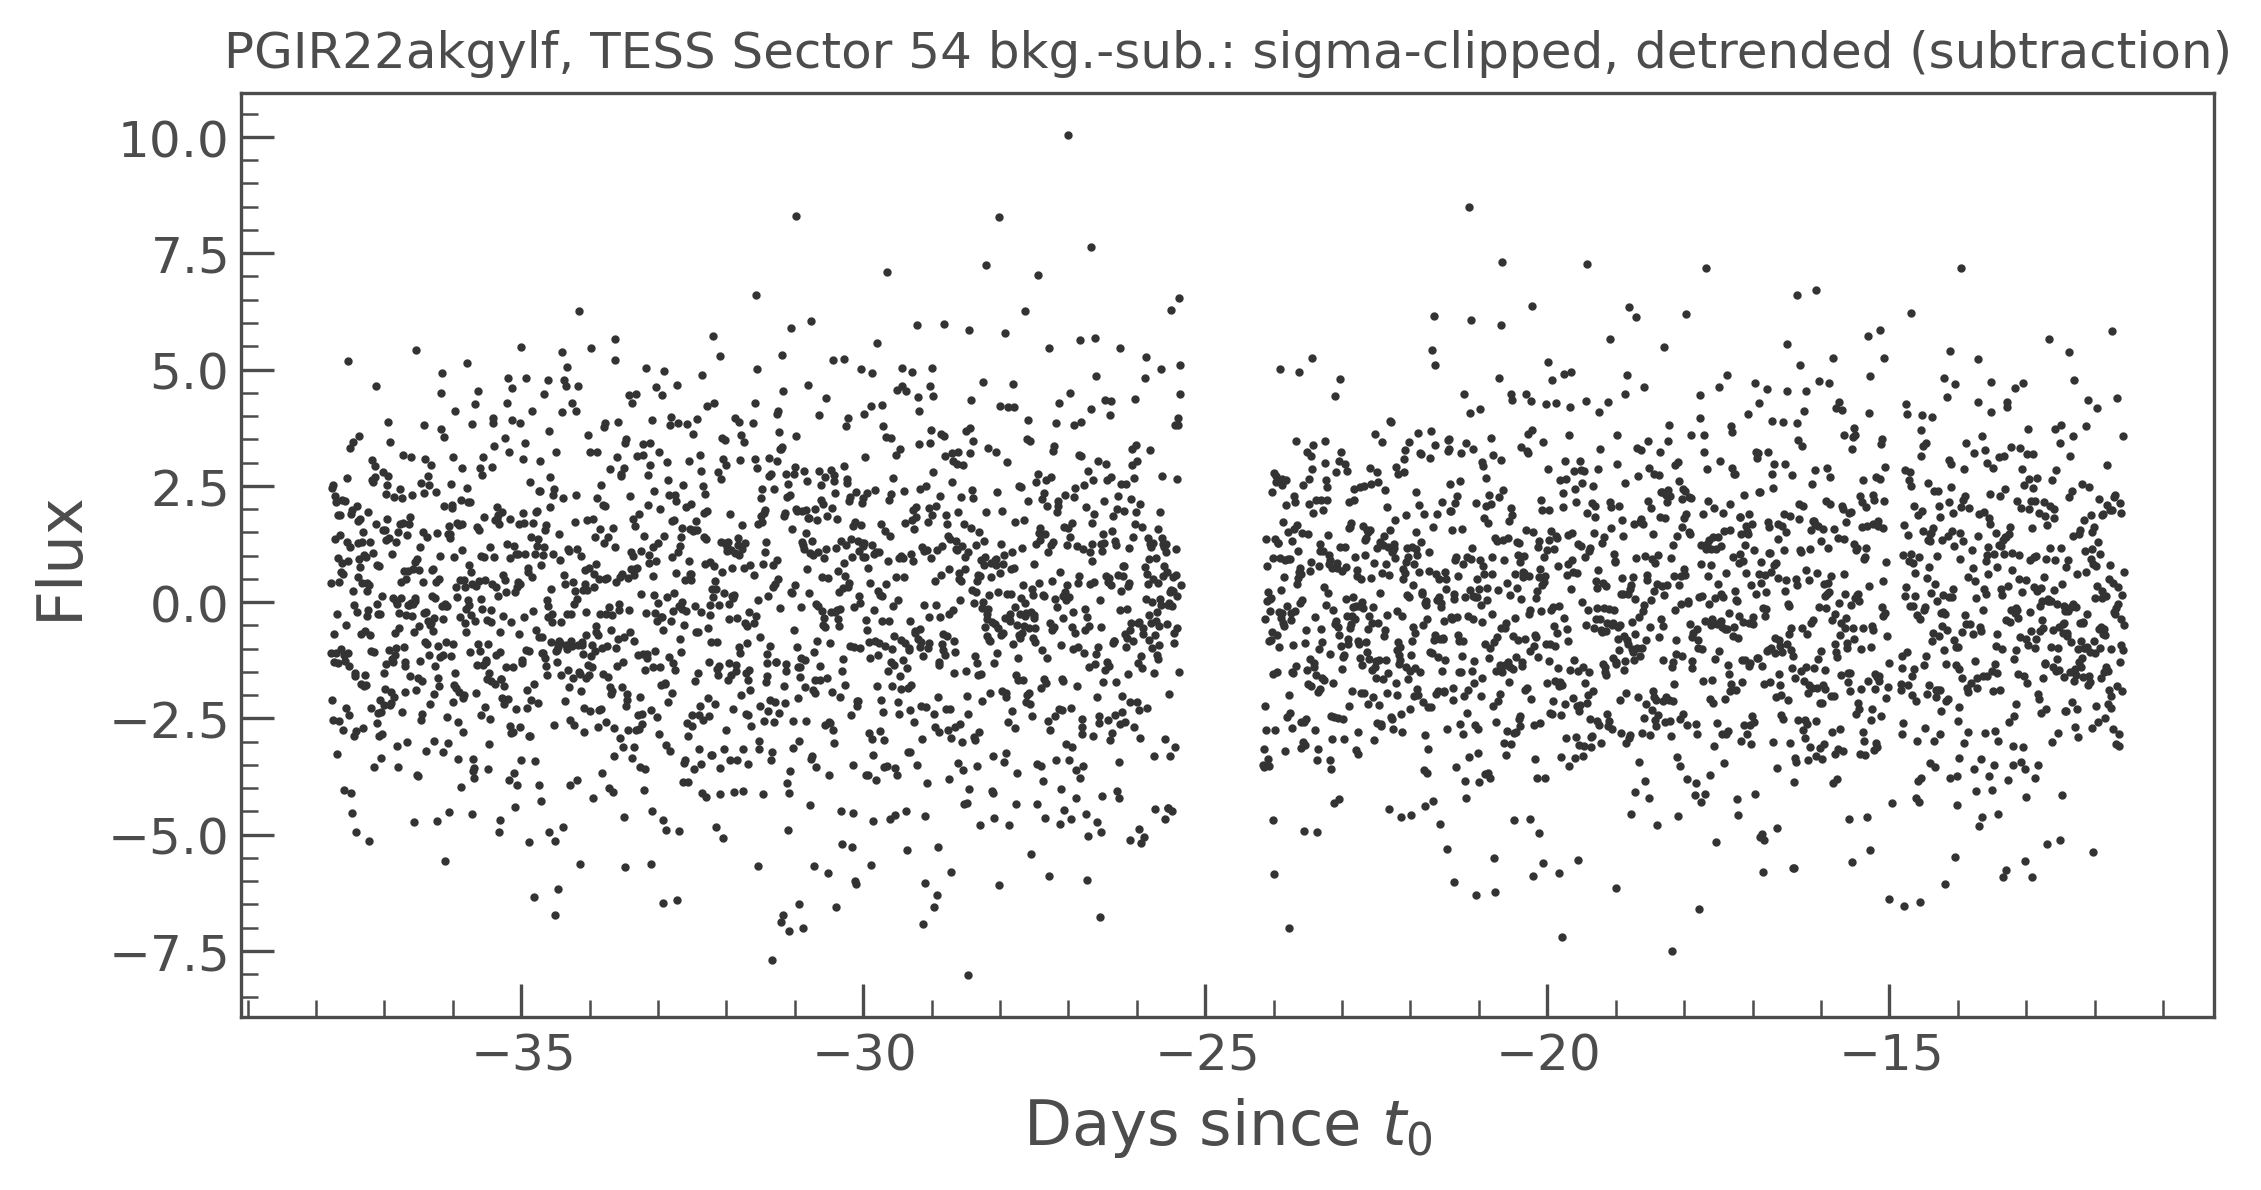 PGIR22akgylf, TESS Sector 54 bkg.-sub.: sigma-clipped, detrended (subtraction)
10.0
7.5
5.0
2.5
0.0
−2.5
−5.0
−7.5
Flux
−35 −30 −25 −20 −15
Days since t₀